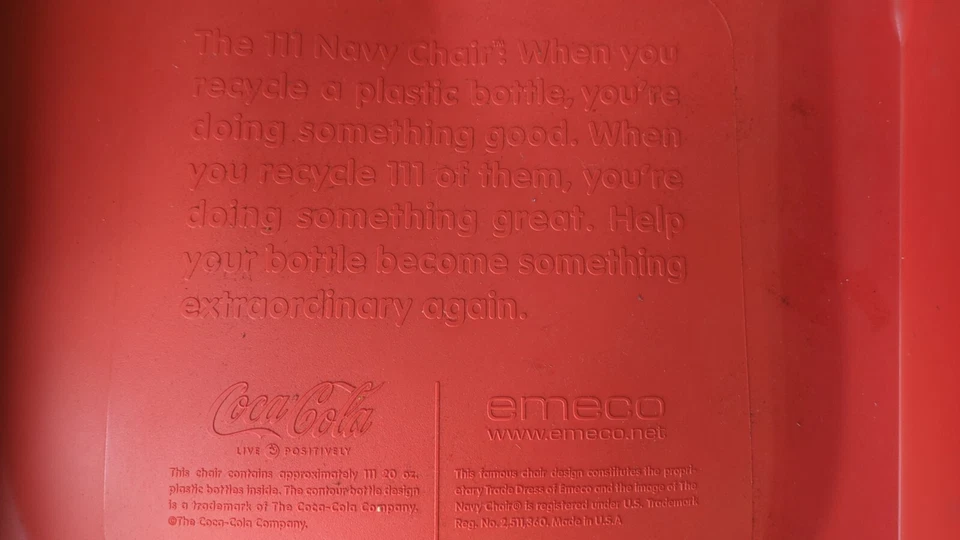 The 111 Navy Chair™: When you
recycle a plastic bottle, you're
doing something good. When
you recycle 111 of them, you're
doing something great. Help
your bottle become something
extraordinary again.
Coca-Cola
LIVE POSITIVELY
This chair contains approximately 111 20 oz.
plastic bottles inside. The contour bottle design
is a trademark of The Coca-Cola Company.
©The Coca-Cola Company.
emeco
www.emeco.net
This famous chair design constitutes the propri-
etary Trade Dress of Emeco and the image of The
Navy Chair® is registered under U.S. Trademark
Reg. No. 2,511,360. Made in U.S.A